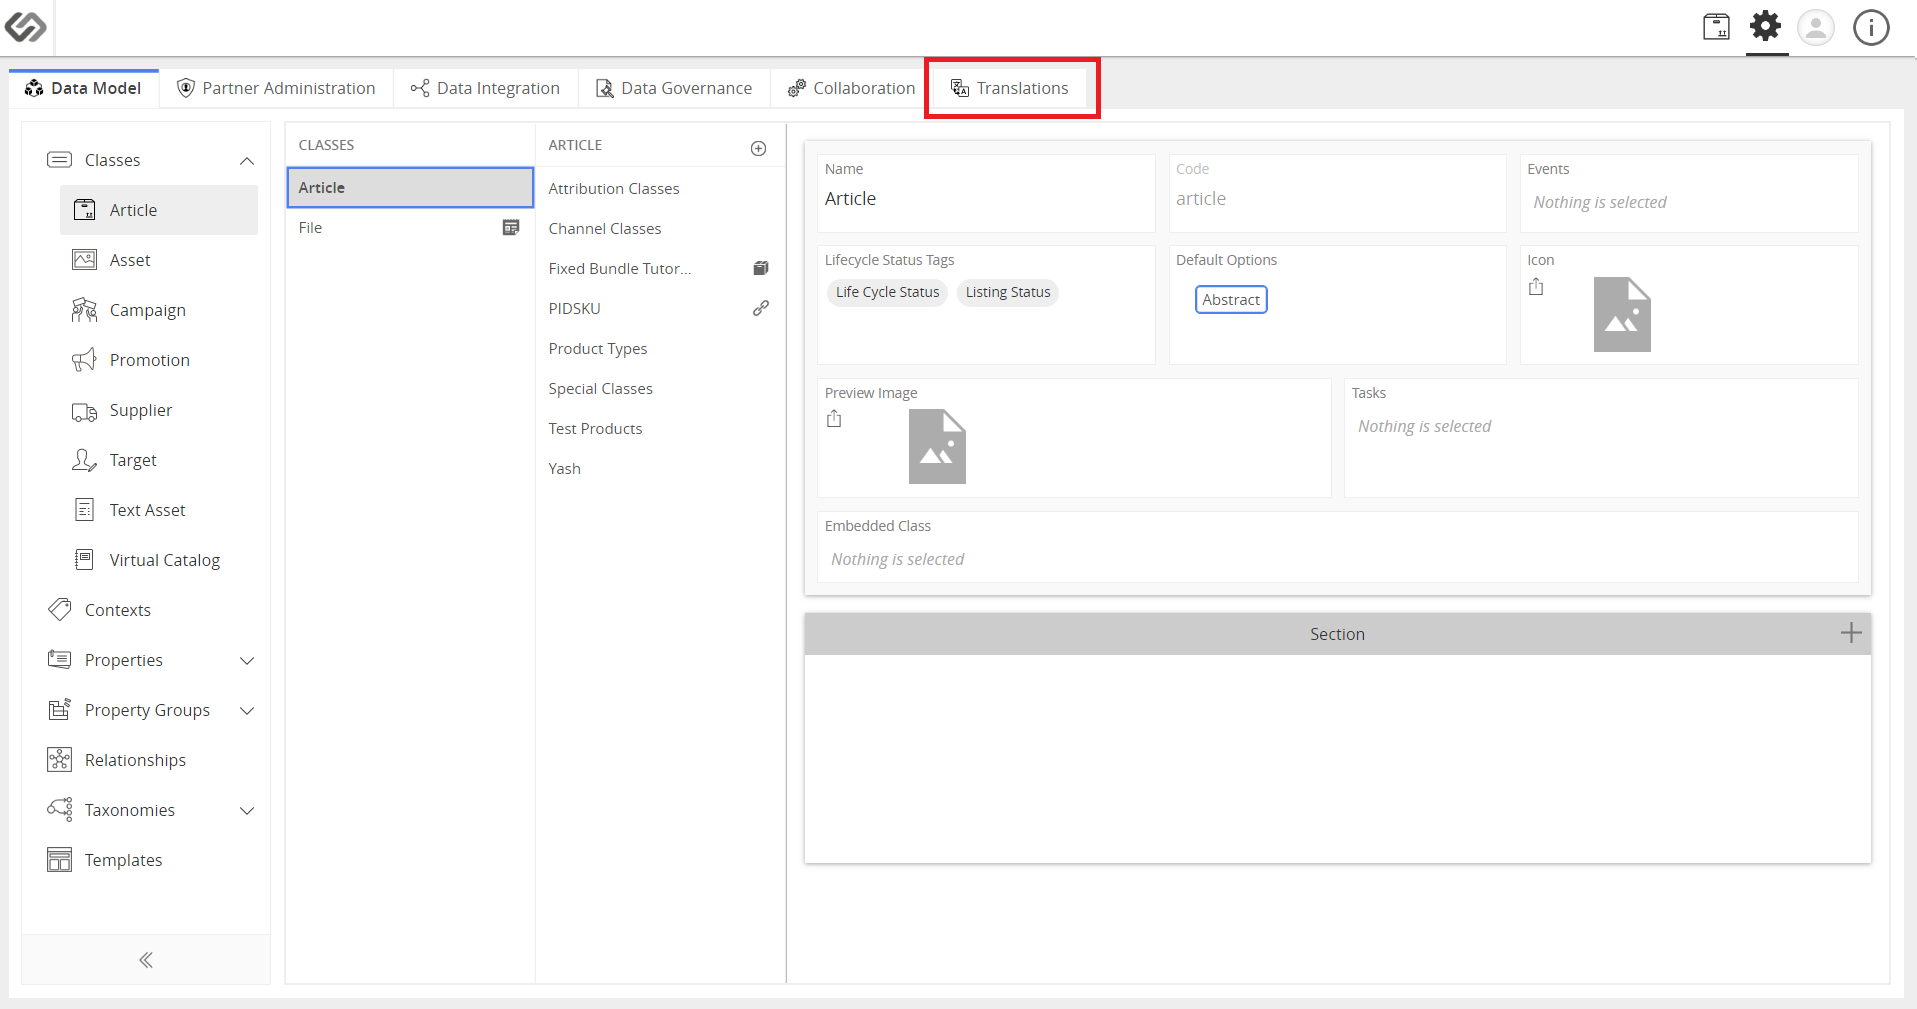 Data Model
Partner Administration
Data Integration
Data Governance
Collaboration
Translations
Classes
Article
Asset
Campaign
Promotion
Supplier
Target
Text Asset
Virtual Catalog
Contexts
Properties
Property Groups
Relationships
Taxonomies
Templates
CLASSES
Article
File
ARTICLE
Attribution Classes
Channel Classes
Fixed Bundle Tutor...
PIDSKU
Product Types
Special Classes
Test Products
Yash
Name
Article
Code
article
Events
Nothing is selected
Lifecycle Status Tags
Life Cycle Status
Listing Status
Default Options
Abstract
Icon
Preview Image
Tasks
Nothing is selected
Embedded Class
Nothing is selected
Section